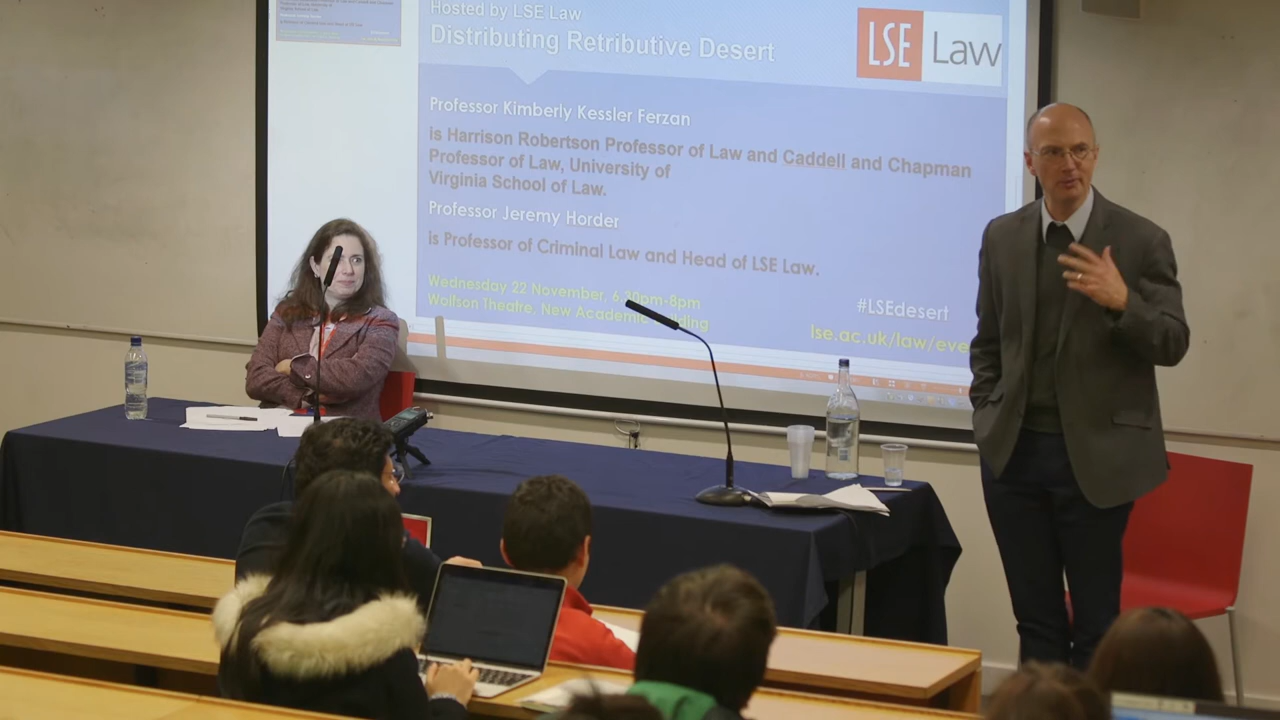 Hosted by LSE Law
Distributing Retributive Desert
LSE Law
Professor Kimberly Kessler Ferzan
is Harrison Robertson Professor of Law and Caddell and Chapman
Professor of Law, University of
Virginia School of Law.
Professor Jeremy Horder
is Professor of Criminal Law and Head of LSE Law.
Wednesday 22 November, 6.30pm-8pm
Wolfson Theatre, New Academic Building
#LSEdesert
lse.ac.uk/law/eve